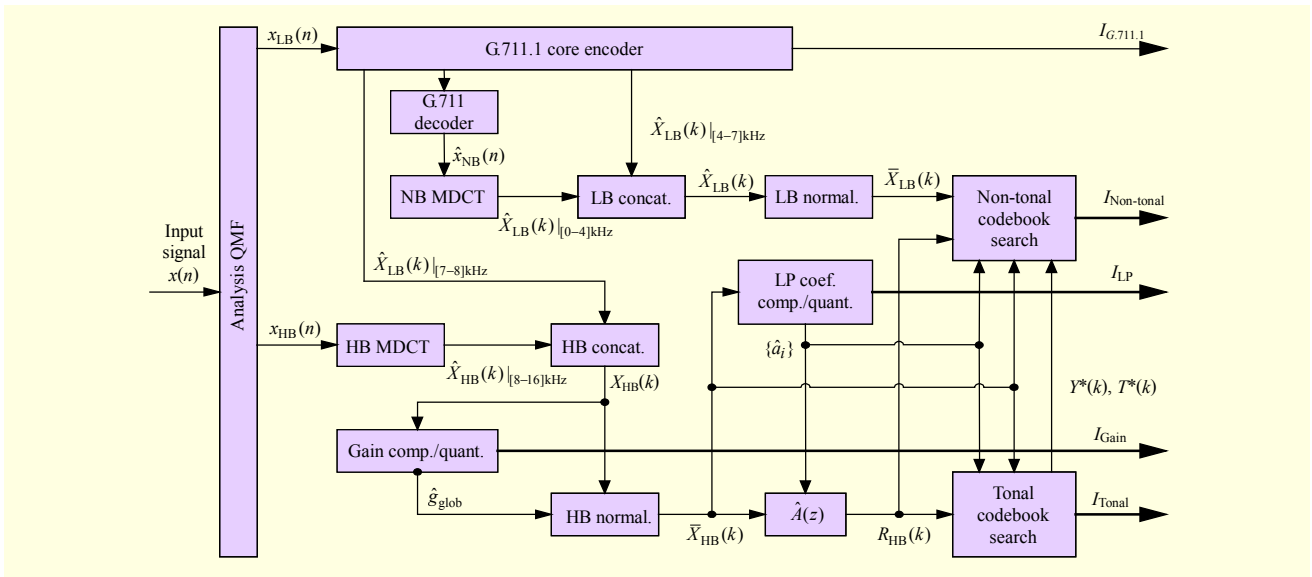 x_LB(n)
G.711.1 core encoder
I_G.711.1
G.711
decoder
X̂_LB(k)|_[4–7]kHz
x̂_NB(n)
NB MDCT
X̂_LB(k)|_[0–4]kHz
LB concat.
X̂_LB(k)
LB normal.
X̄_LB(k)
Non-tonal
codebook
search
I_Non-tonal
Input
signal
x(n)
Analysis QMF
X̂_LB(k)|_[7–8]kHz
LP coef.
comp./quant.
I_LP
x_HB(n)
HB MDCT
X̂_HB(k)|_[8–16]kHz
HB concat.
X_HB(k)
{â_i}
Y*(k), T*(k)
Gain comp./quant.
I_Gain
ĝ_glob
HB normal.
X̄_HB(k)
Â(z)
R_HB(k)
Tonal
codebook
search
I_Tonal